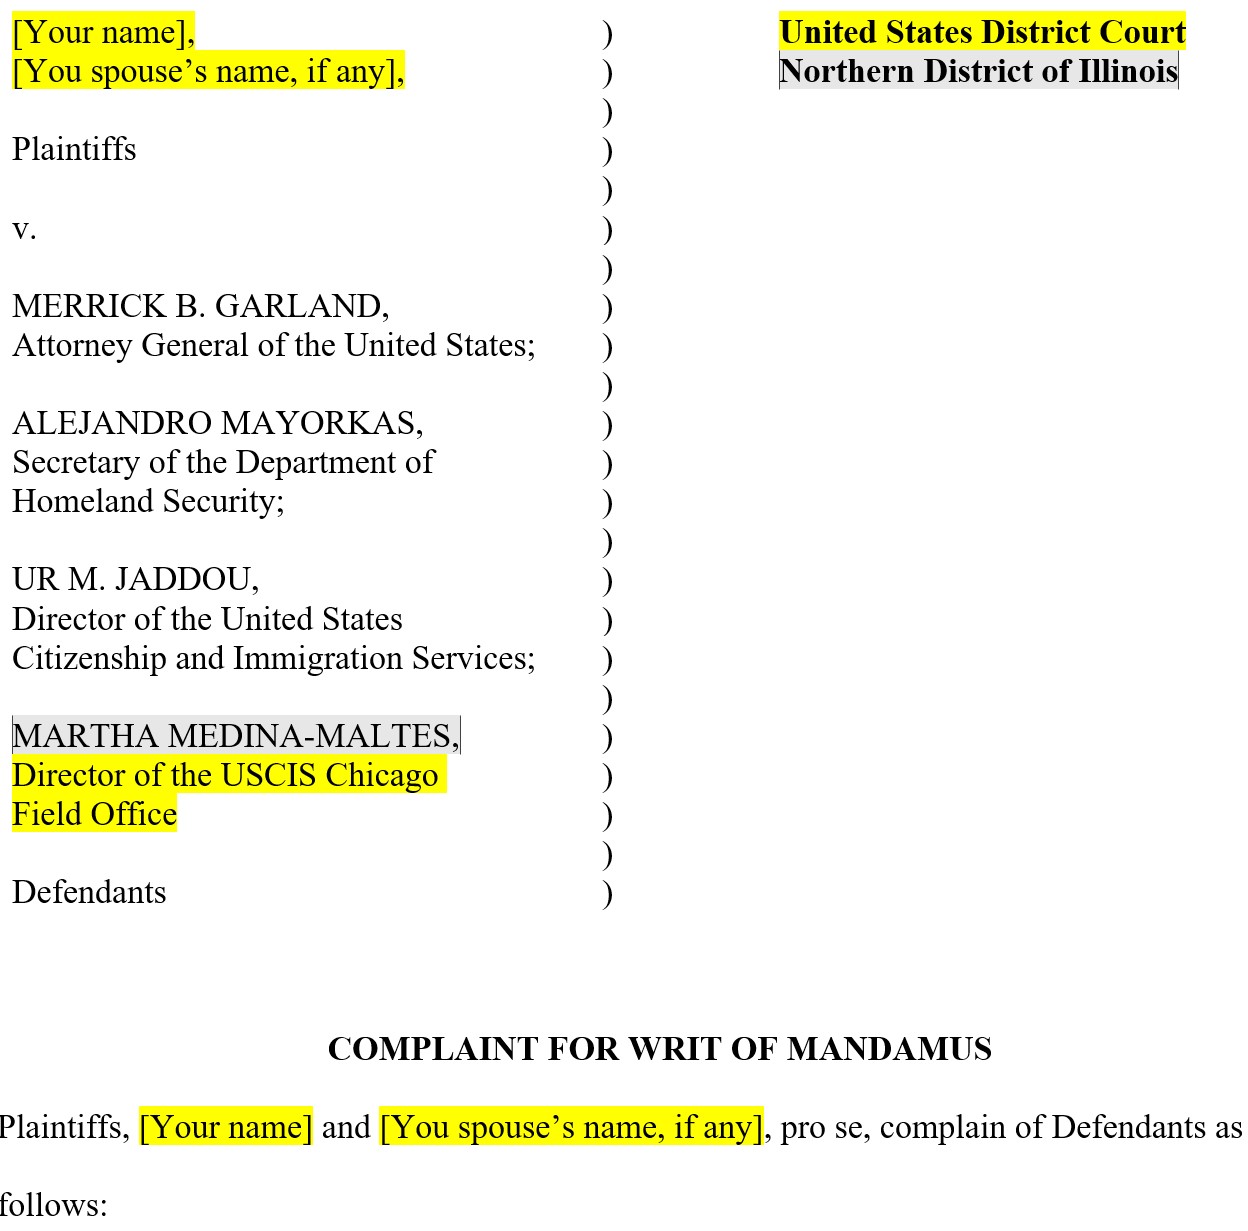 [Your name], ) United States District Court
[You spouse’s name, if any], ) Northern District of Illinois
)
Plaintiffs )
)
v. )
)
MERRICK B. GARLAND, )
Attorney General of the United States; )
)
ALEJANDRO MAYORKAS, )
Secretary of the Department of )
Homeland Security; )
)
UR M. JADDOU, )
Director of the United States )
Citizenship and Immigration Services; )
)
MARTHA MEDINA-MALTES, )
Director of the USCIS Chicago )
Field Office )
)
Defendants )
COMPLAINT FOR WRIT OF MANDAMUS
Plaintiffs, [Your name] and [You spouse’s name, if any], pro se, complain of Defendants as
follows: